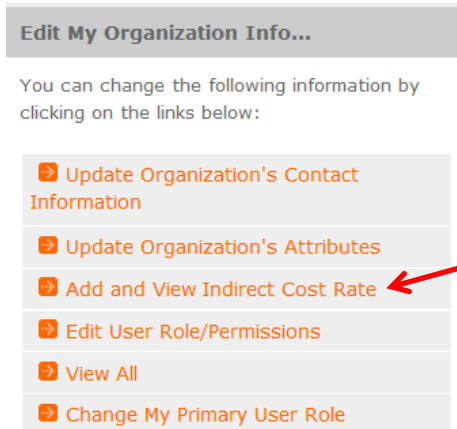 Edit My Organization Info...
You can change the following information by
clicking on the links below:
Update Organization's Contact
Information
Update Organization's Attributes
Add and View Indirect Cost Rate
Edit User Role/Permissions
View All
Change My Primary User Role